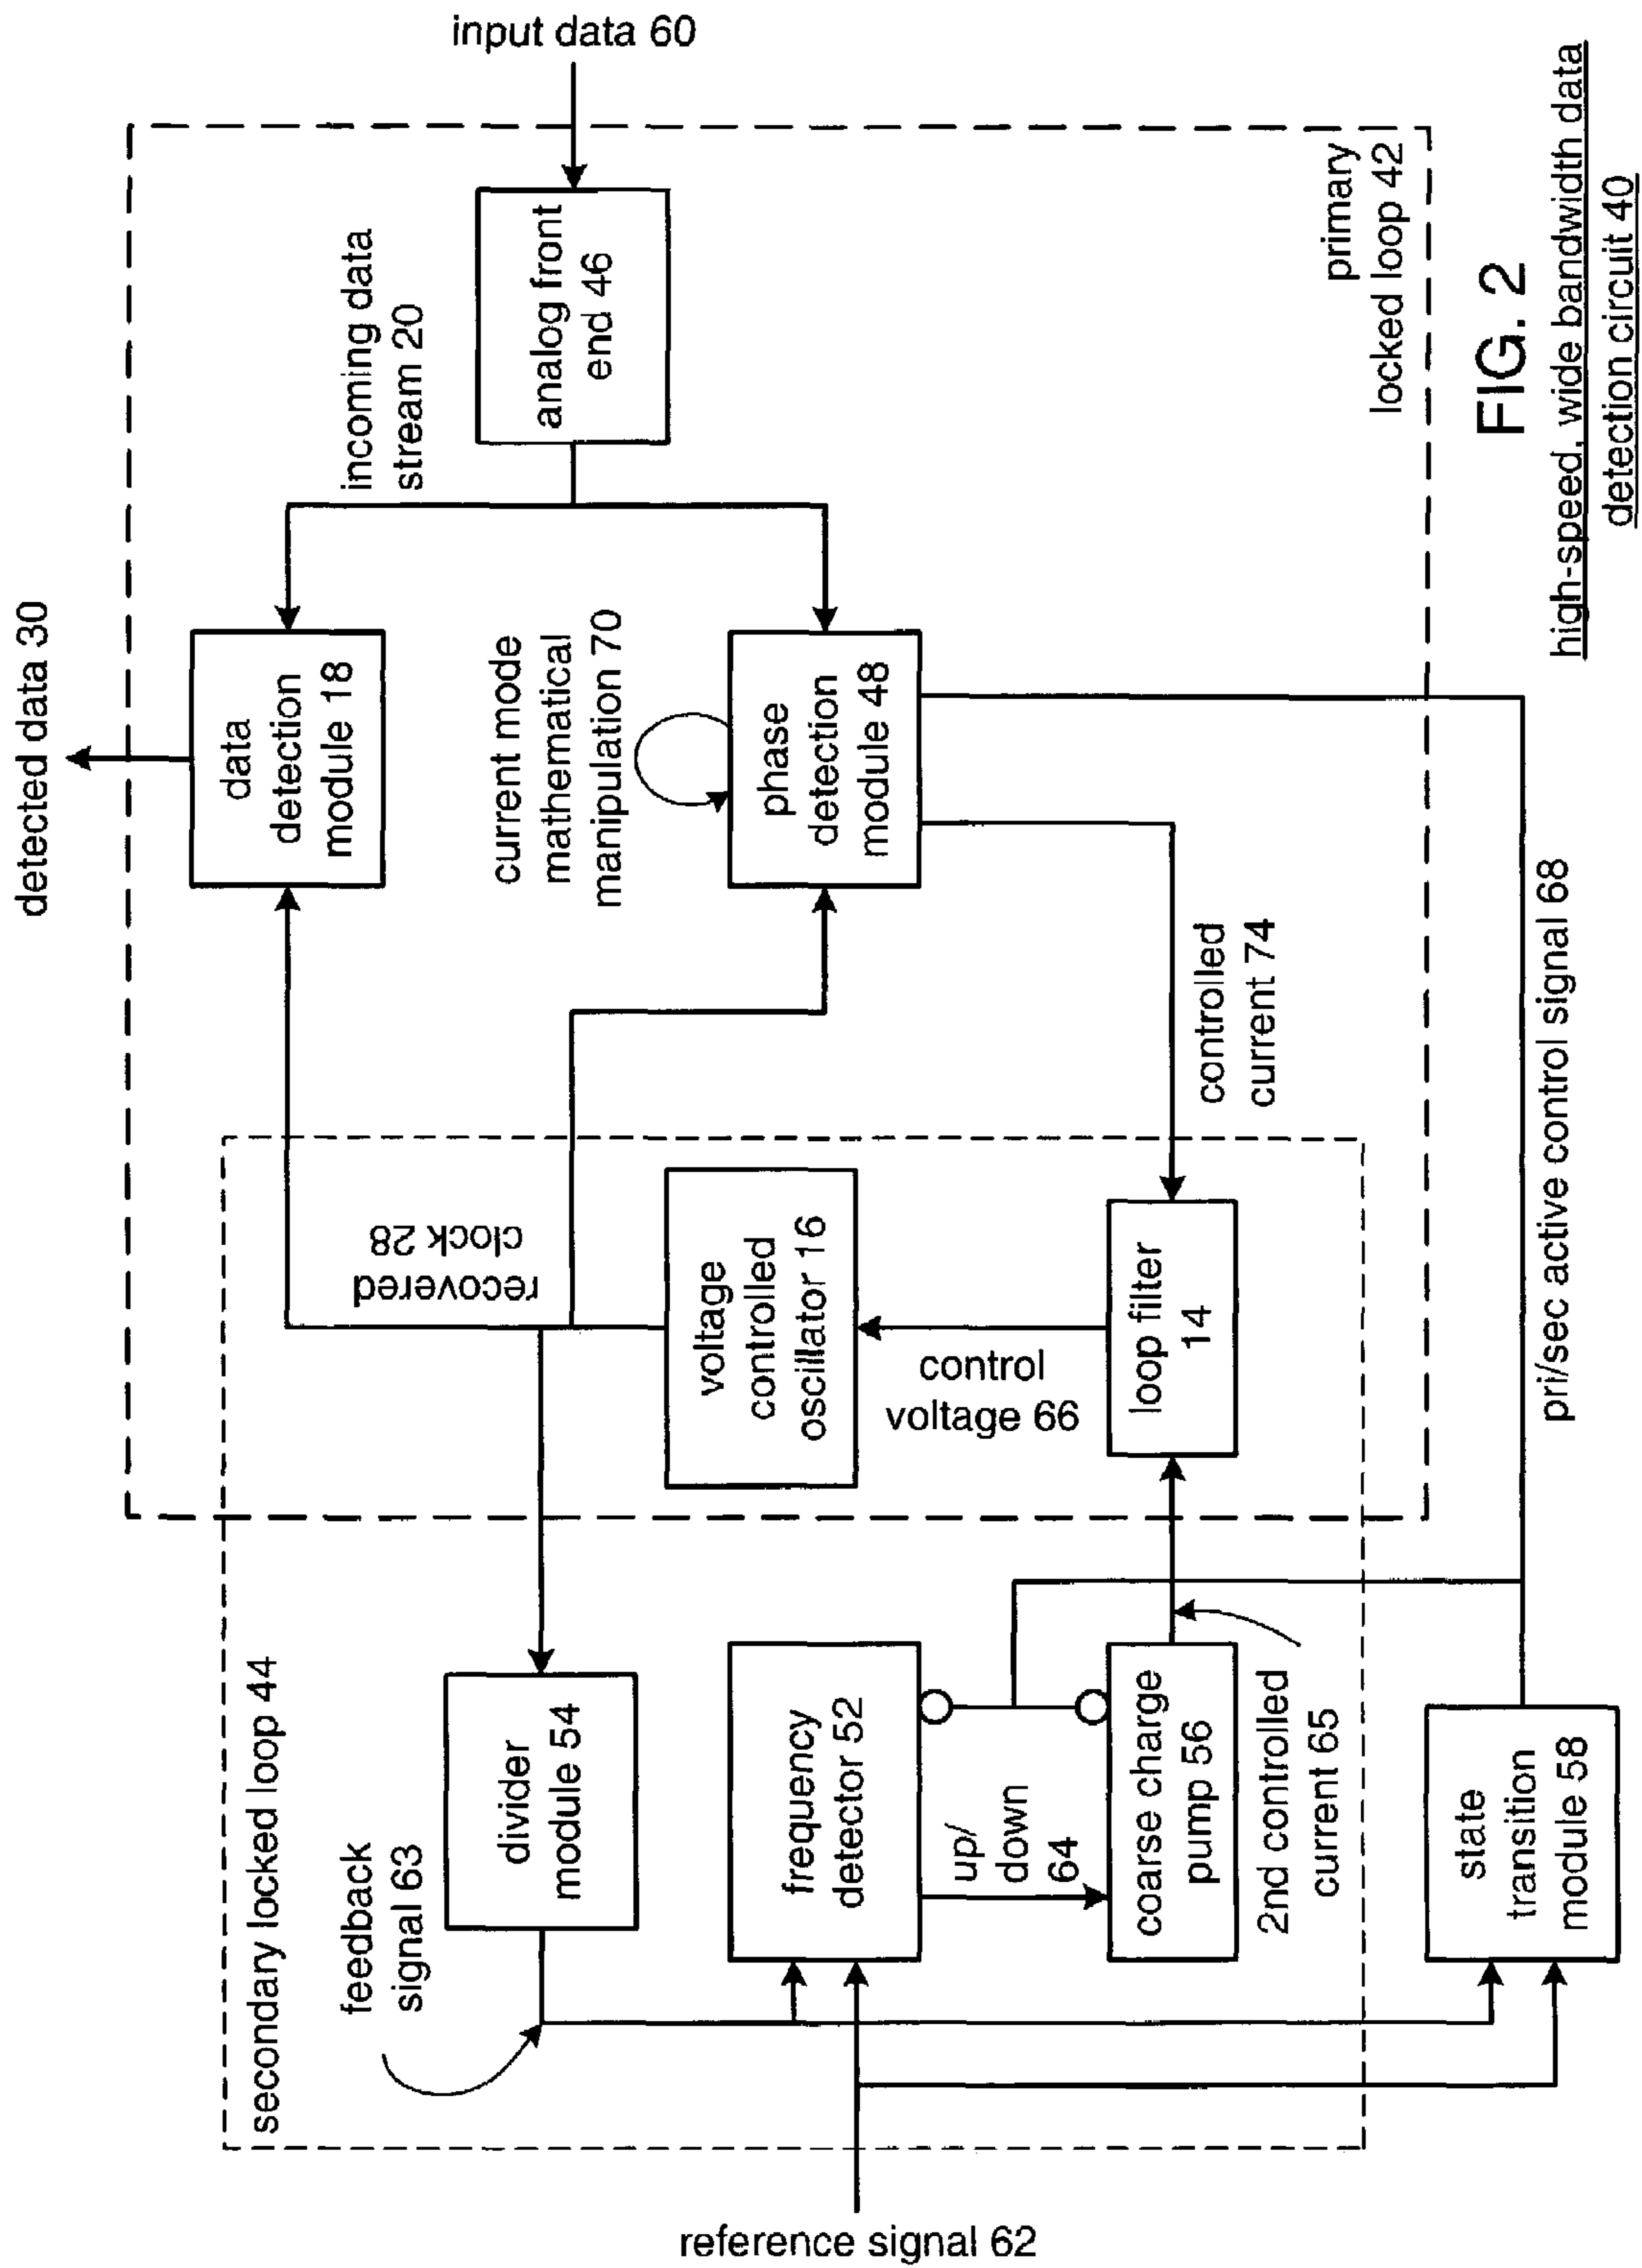 input data 60
detected data 30
incoming data
stream 20
analog front
end 46
data
detection
module 18
current mode
mathematical
manipulation 70
phase
detection
module 48
primary
locked loop 42
recovered
clock 28
voltage
controlled
oscillator 16
control
voltage 66
loop filter
14
controlled
current 74
pri/sec active control signal 68
secondary locked loop 44
feedback
signal 63
divider
module 54
frequency
detector 52
up/
down
64
coarse charge
pump 56
2nd controlled
current 65
state
transition
module 58
reference signal 62
FIG. 2
high-speed, wide bandwidth data
detection circuit 40